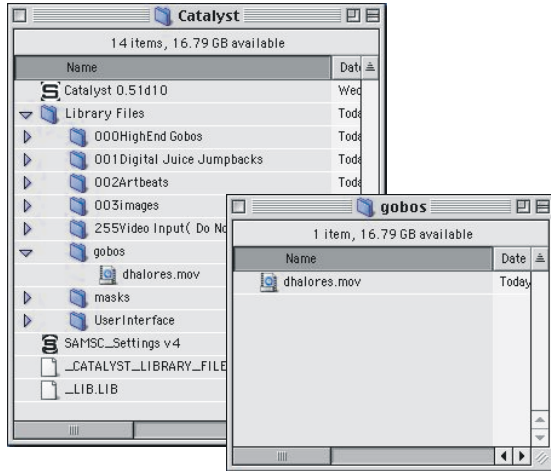 Catalyst
14 items, 16.79 GB available
Name Date
Catalyst 0.51d10 Wed
Library Files Toda
000HighEnd Gobos Toda
001Digital Juice Jumpbacks Toda
002Artbeats Toda
003images
255Video Input( Do No
gobos
dhalores.mov
masks
UserInterface
SAMSC_Settings v4
_CATALYST_LIBRARY_FILE
_LIB.LIB
gobos
1 item, 16.79 GB available
Name Date
dhalores.mov Today